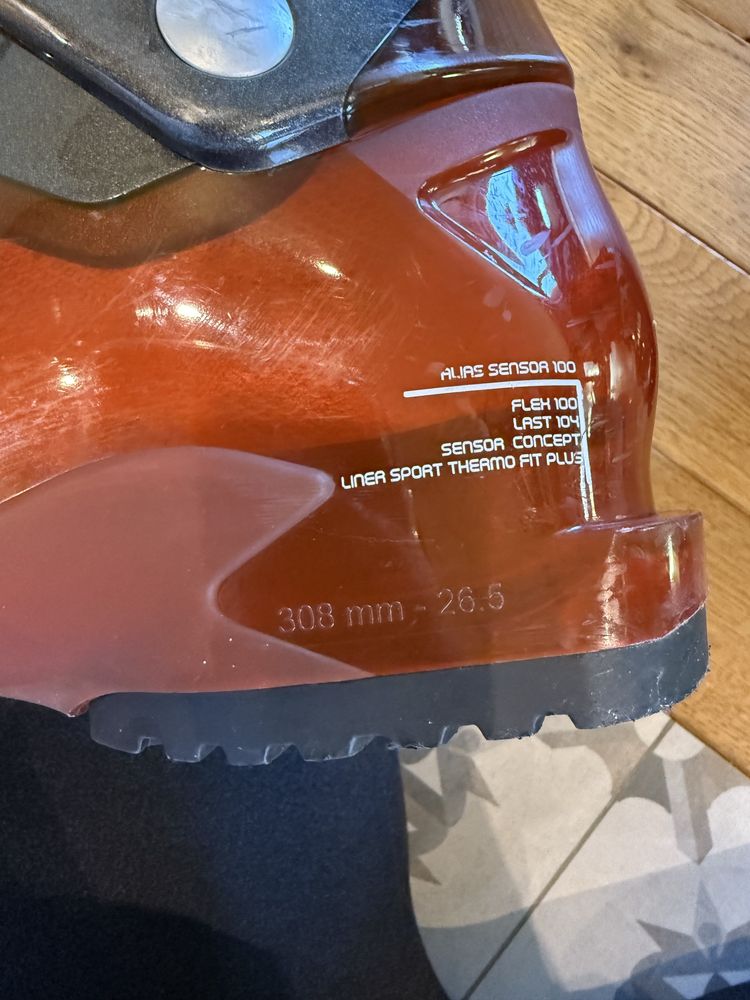 ALIAS SENSOR 100
FLEX 100
LAST 104
SENSOR CONCEPT
LINER SPORT THERMO FIT PLUS
308 mm - 26.5